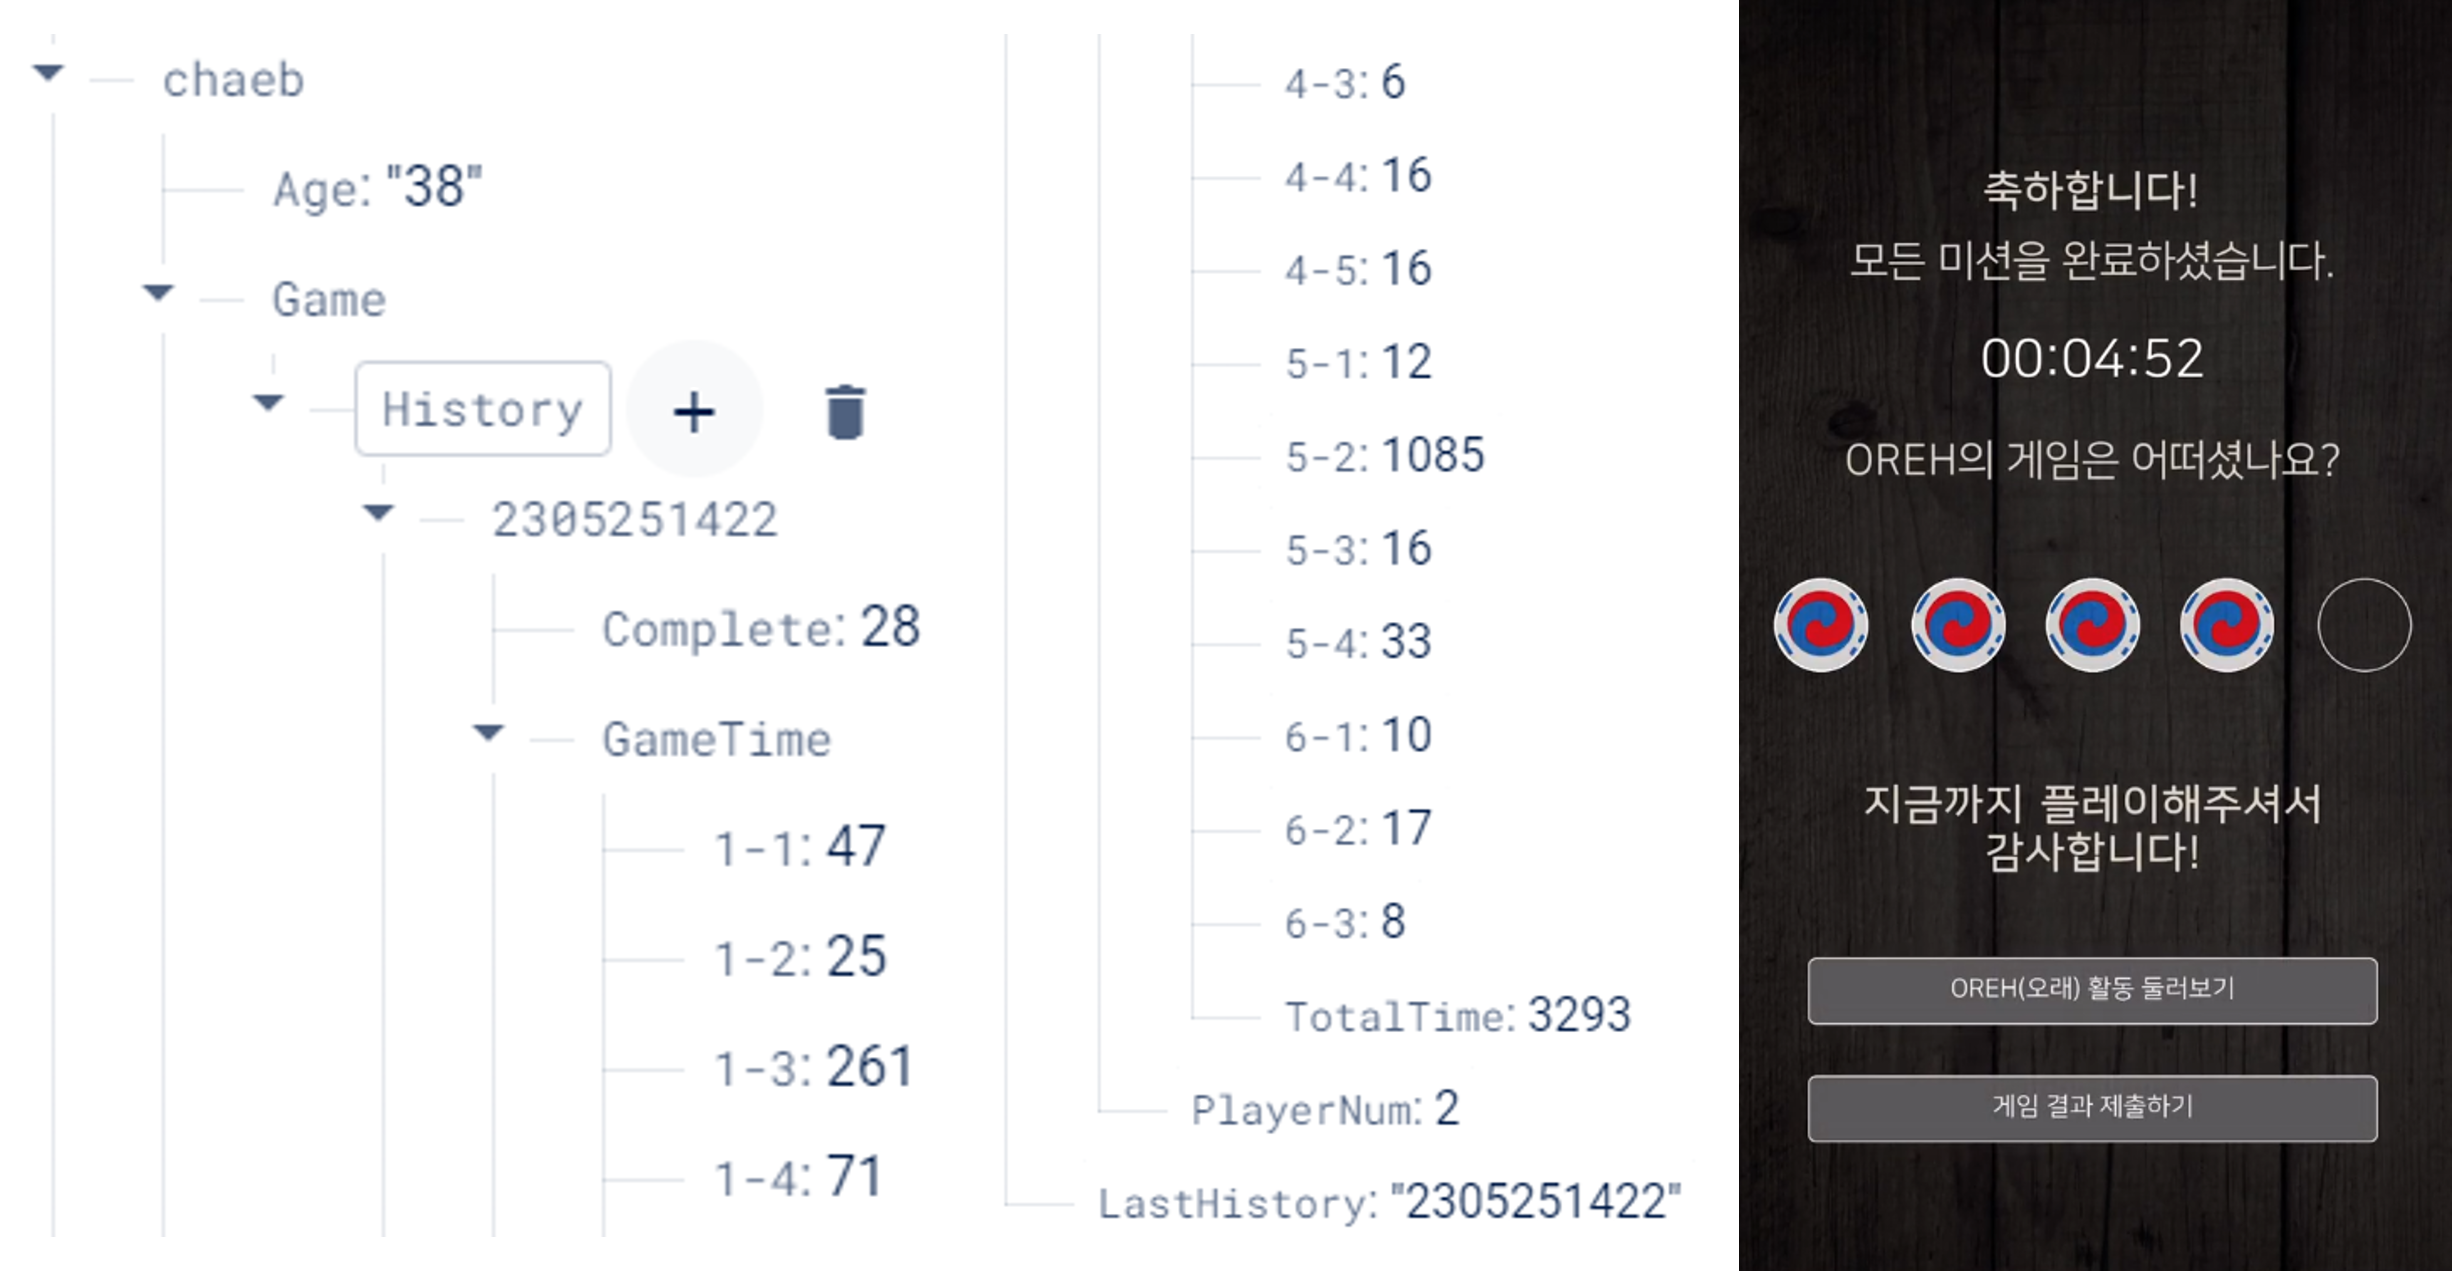 chaeb
Age: "38"
Game
History
2305251422
Complete: 28
GameTime
1-1: 47
1-2: 25
1-3: 261
1-4: 71
4-3: 6
4-4: 16
4-5: 16
5-1: 12
5-2: 1085
5-3: 16
5-4: 33
6-1: 10
6-2: 17
6-3: 8
TotalTime: 3293
PlayerNum: 2
LastHistory: "2305251422"
축하합니다!
모든 미션을 완료하셨습니다.
00:04:52
OREH의 게임은 어떠셨나요?
지금까지 플레이해주셔서
감사합니다!
OREH(오래) 활동 둘러보기
게임 결과 제출하기